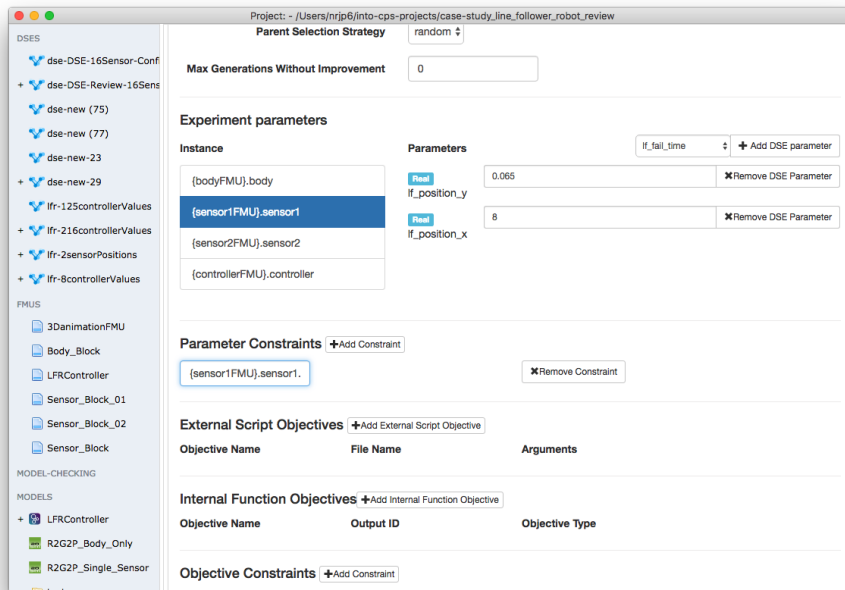 Project: - /Users/nrjp6/into-cps-projects/case-study_line_follower_robot_review
DSES
dse-DSE-16Sensor-Confi
+ dse-DSE-Review-16Sens
dse-new (75)
dse-new (77)
dse-new-23
+ dse-new-29
lfr-125controllerValues
+ lfr-216controllerValues
+ lfr-2sensorPositions
+ lfr-8controllerValues
FMUS
3DanimationFMU
Body_Block
LFRController
Sensor_Block_01
Sensor_Block_02
Sensor_Block
MODEL-CHECKING
MODELS
+ LFRController
R2G2P_Body_Only
R2G2P_Single_Sensor
Parent Selection Strategy random
Max Generations Without Improvement 0
Experiment parameters
Instance
{bodyFMU}.body
{sensor1FMU}.sensor1
{sensor2FMU}.sensor2
{controllerFMU}.controller
Parameters lf_fail_time +Add DSE parameter
Real 0.065 ✖Remove DSE Parameter
lf_position_y
Real 8 ✖Remove DSE Parameter
lf_position_x
Parameter Constraints +Add Constraint
{sensor1FMU}.sensor1. ✖Remove Constraint
External Script Objectives +Add External Script Objective
Objective Name File Name Arguments
Internal Function Objectives +Add Internal Function Objective
Objective Name Output ID Objective Type
Objective Constraints +Add Constraint